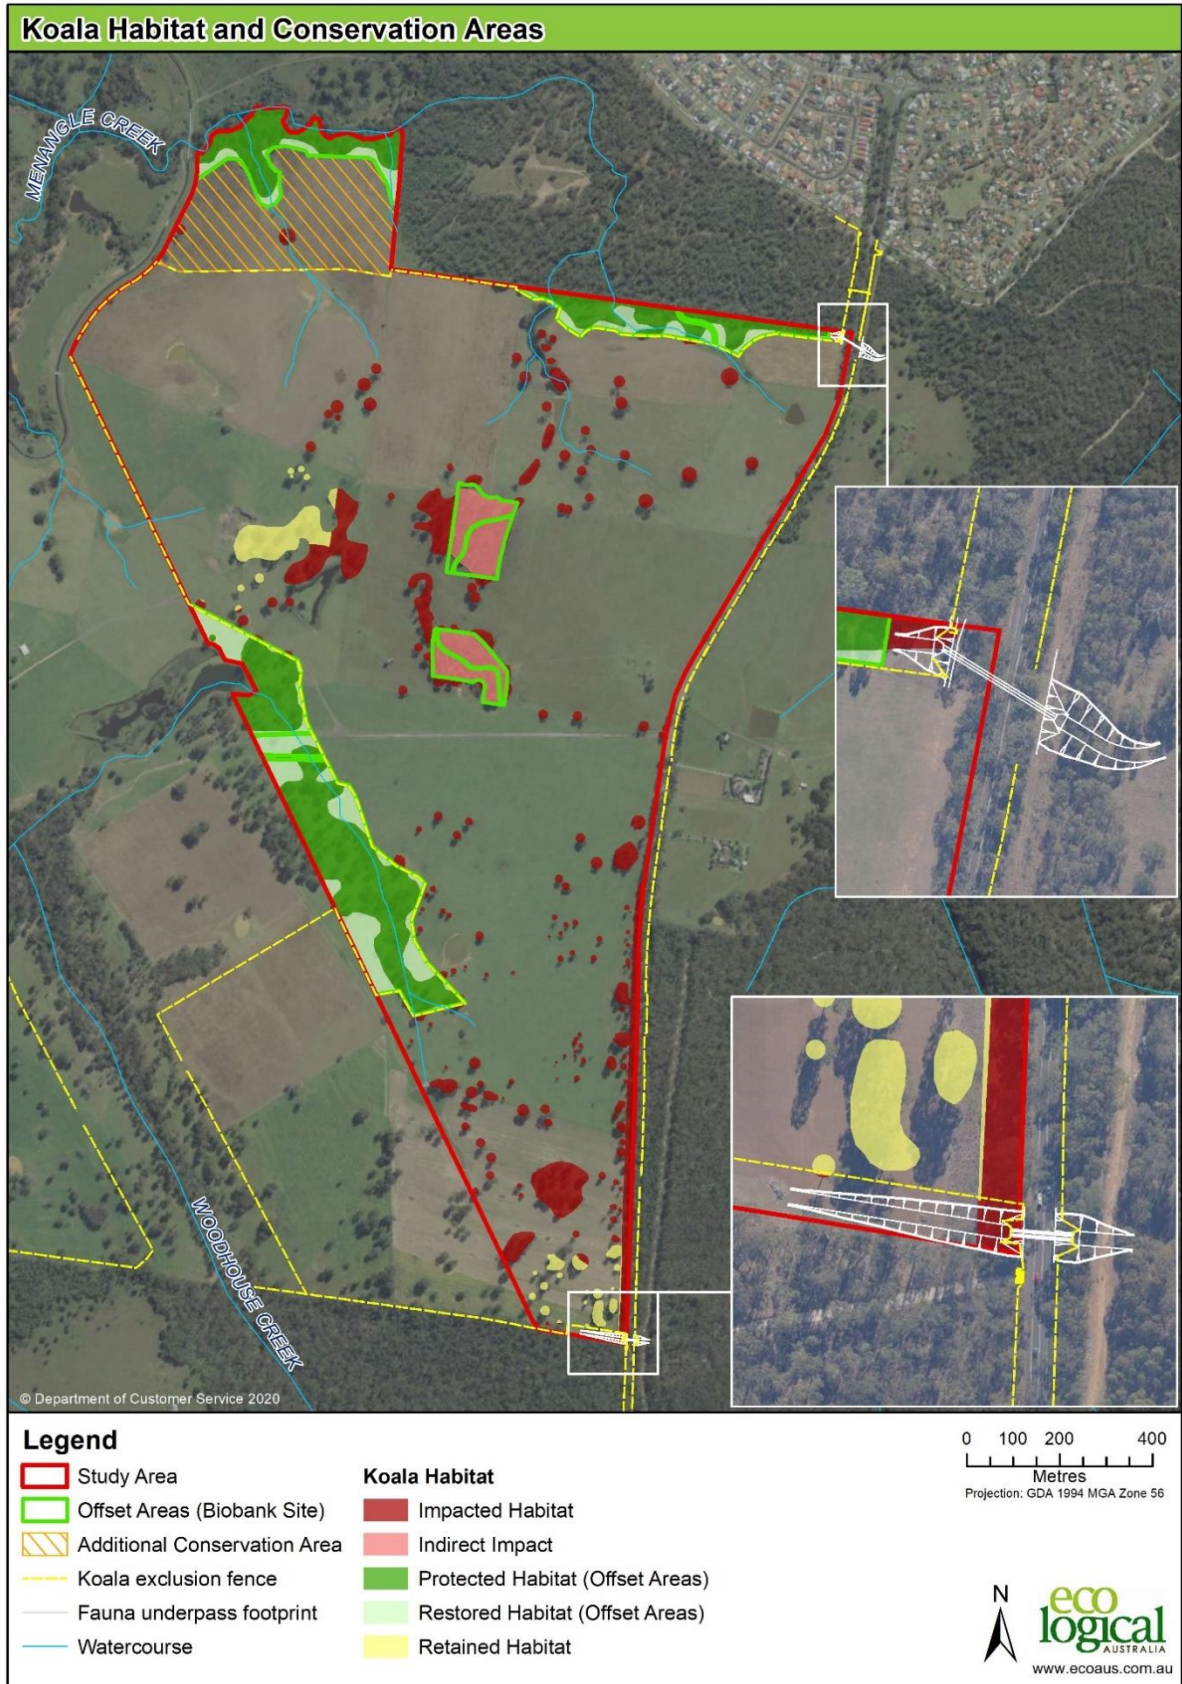 Koala Habitat and Conservation Areas
MENANGLE CREEK
WOODHOUSE CREEK
© Department of Customer Service 2020
Legend
Study Area
Offset Areas (Biobank Site)
Additional Conservation Area
Koala exclusion fence
Fauna underpass footprint
Watercourse
Koala Habitat
Impacted Habitat
Indirect Impact
Protected Habitat (Offset Areas)
Restored Habitat (Offset Areas)
Retained Habitat
0 100 200 400
Metres
Projection: GDA 1994 MGA Zone 56
N
eco
logical
AUSTRALIA
www.ecoaus.com.au